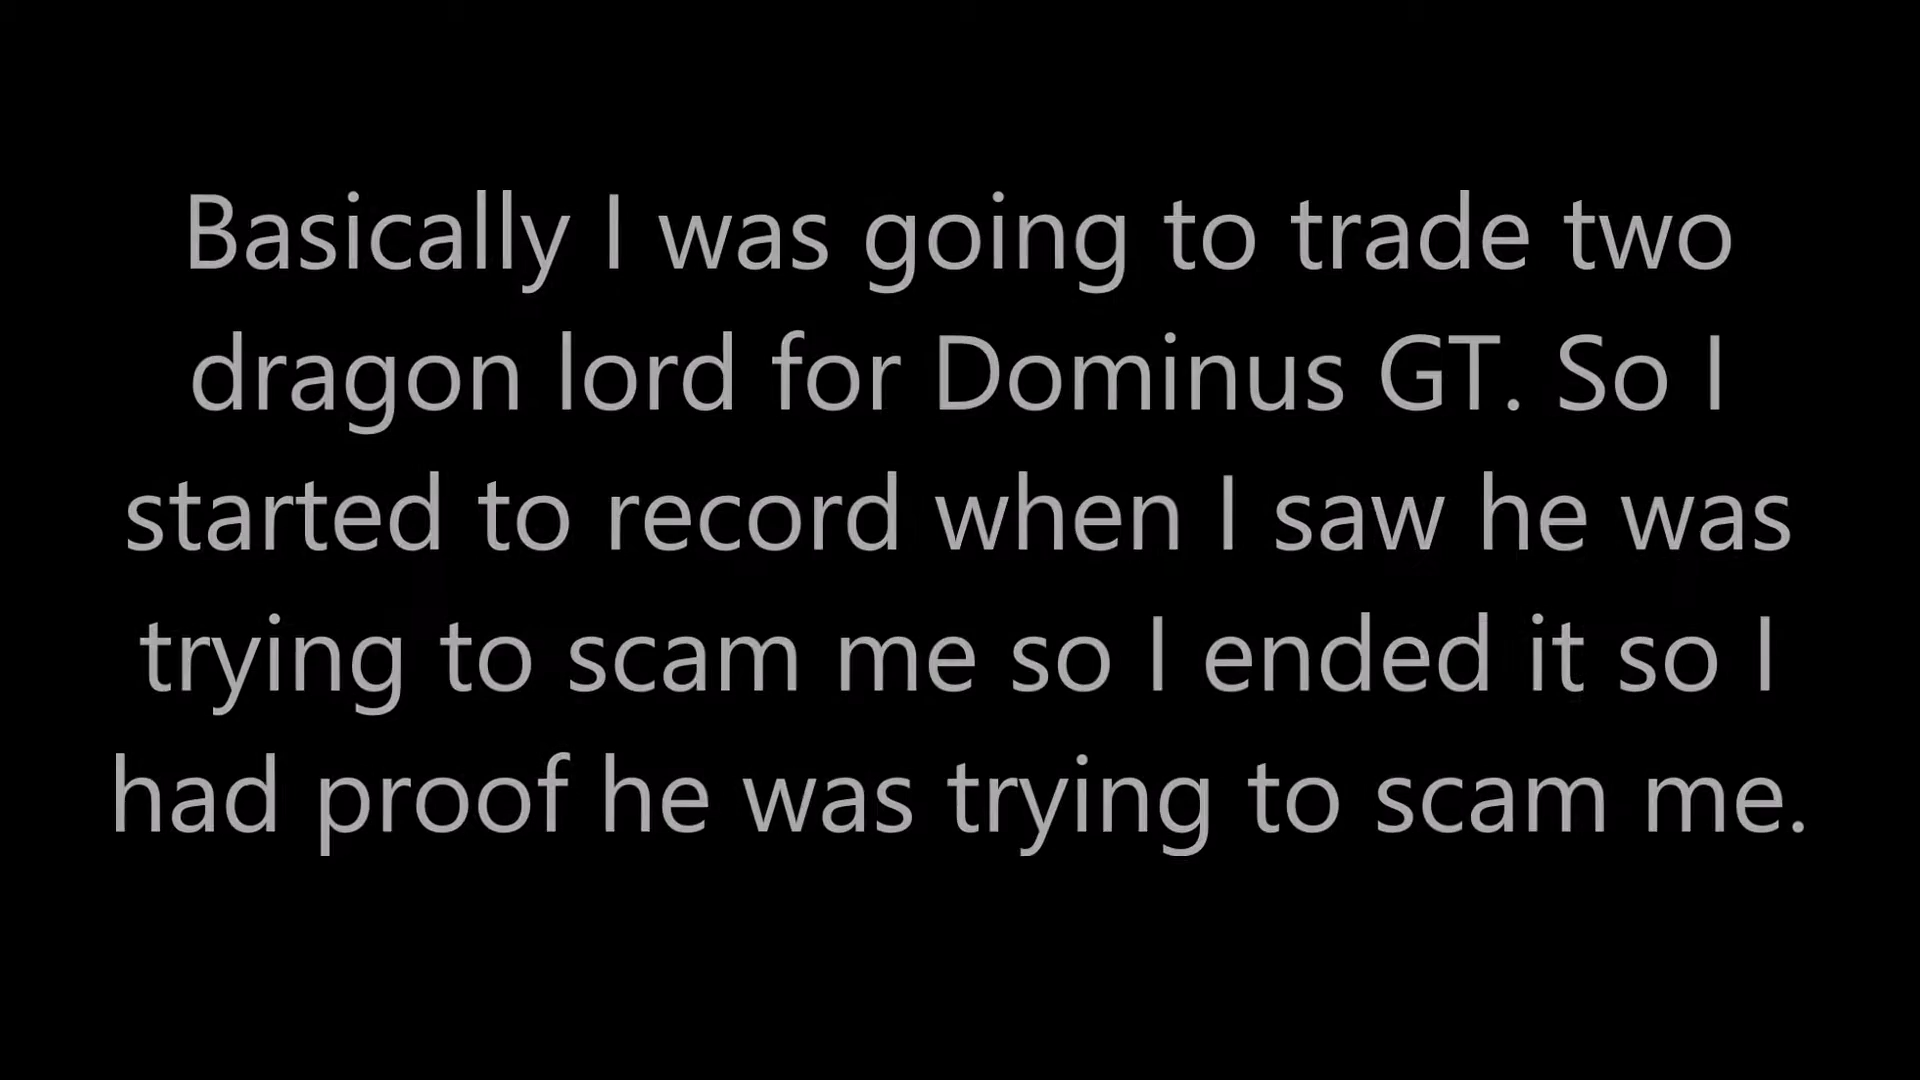 Basically I was going to trade two
dragon lord for Dominus GT. So I
started to record when I saw he was
trying to scam me so I ended it so I
had proof he was trying to scam me.